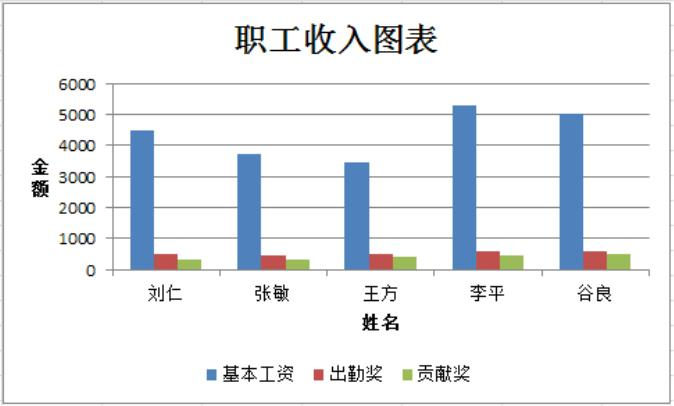 职工收入图表
6000
5000
4000
3000
2000
1000
0
金额
刘仁 张敏 王方 李平 谷良
姓名
基本工资 出勤奖 贡献奖